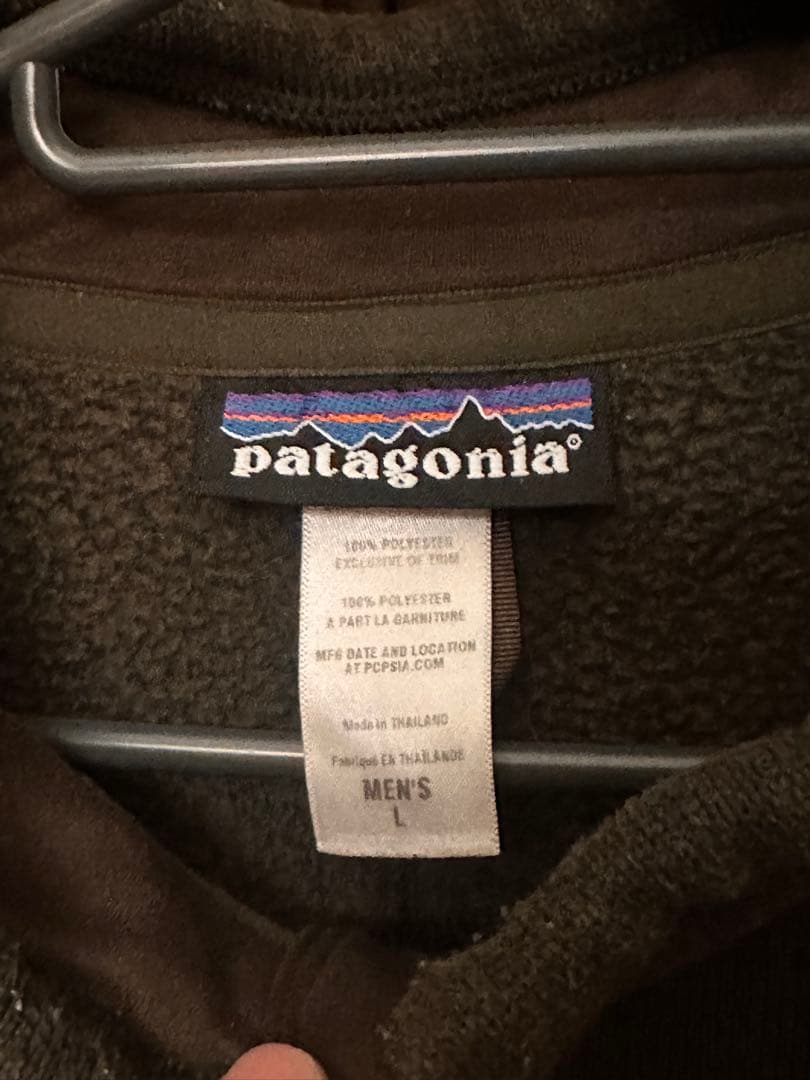 patagonia®
100% POLYESTER
EXCLUSIVE OF TRIM
100% POLYESTER
A PART LA GARNITURE
MFG DATE AND LOCATION
AT PCPSIA.COM
Made in THAILAND
Fabriqué EN THAÏLANDE
MEN'S
L